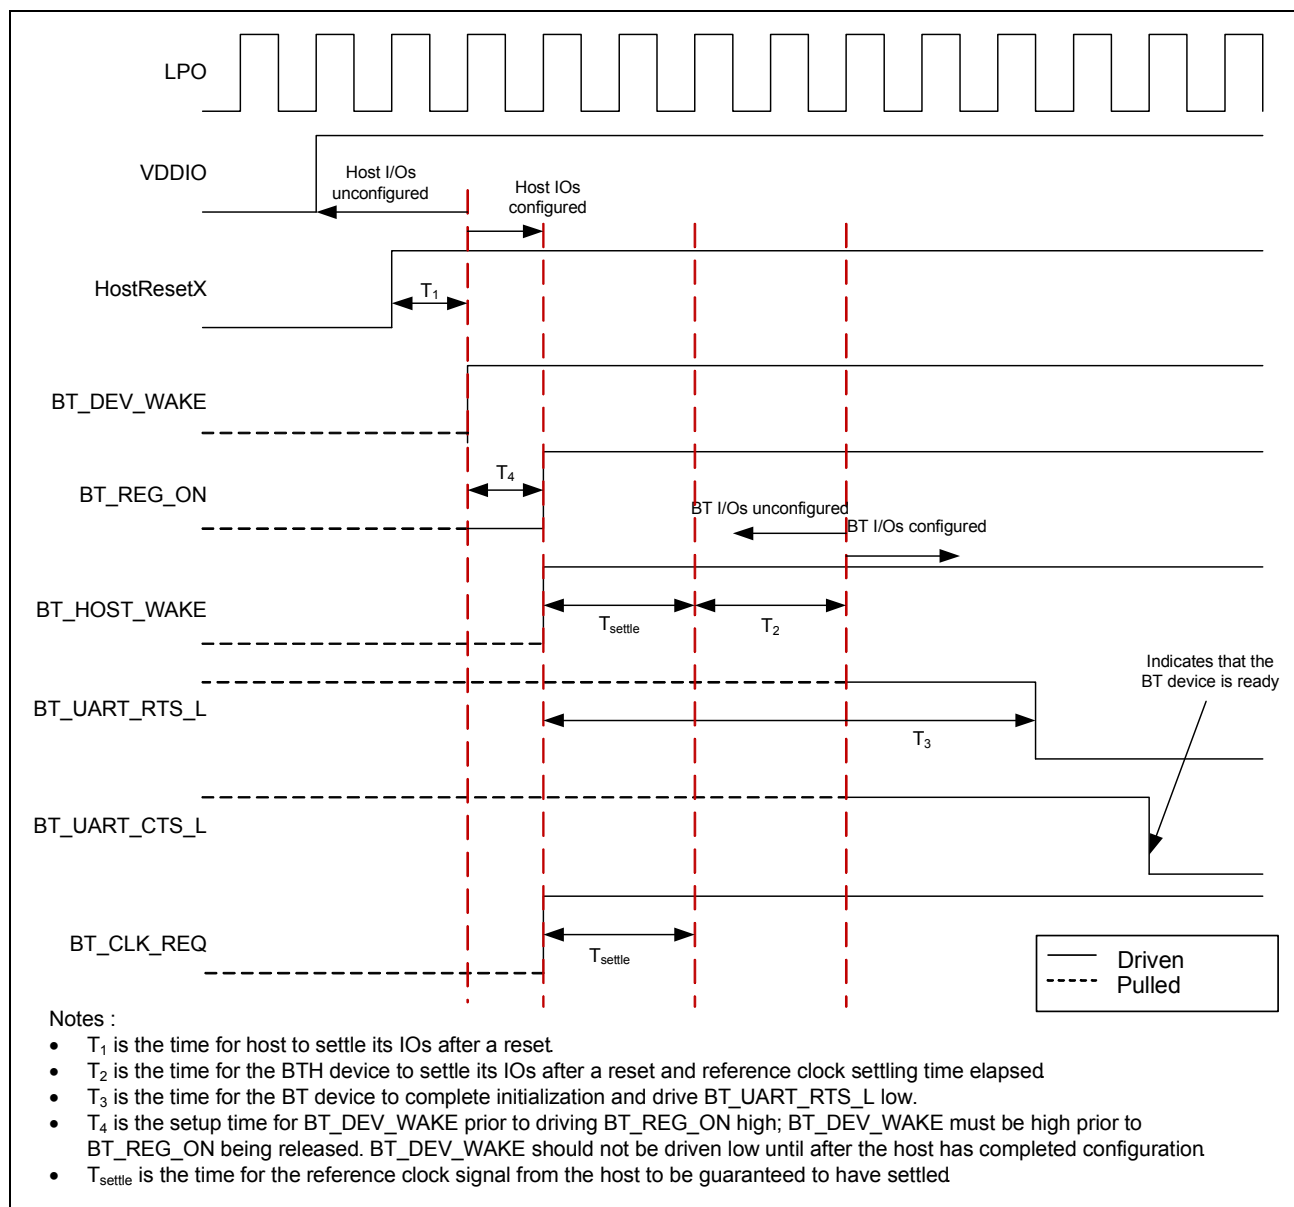 LPO
VDDIO
Host I/Os
unconfigured
Host IOs
configured
HostResetX
T1
BT_DEV_WAKE
T4
BT_REG_ON
BT I/Os unconfigured
BT I/Os configured
BT_HOST_WAKE
Tsettle
T2
Indicates that the
BT device is ready
BT_UART_RTS_L
T3
BT_UART_CTS_L
BT_CLK_REQ
Tsettle
Driven
Pulled
Notes :
• T1 is the time for host to settle its IOs after a reset.
• T2 is the time for the BTH device to settle its IOs after a reset and reference clock settling time elapsed.
• T3 is the time for the BT device to complete initialization and drive BT_UART_RTS_L low.
• T4 is the setup time for BT_DEV_WAKE prior to driving BT_REG_ON high; BT_DEV_WAKE must be high prior to
BT_REG_ON being released. BT_DEV_WAKE should not be driven low until after the host has completed configuration.
• Tsettle is the time for the reference clock signal from the host to be guaranteed to have settled.